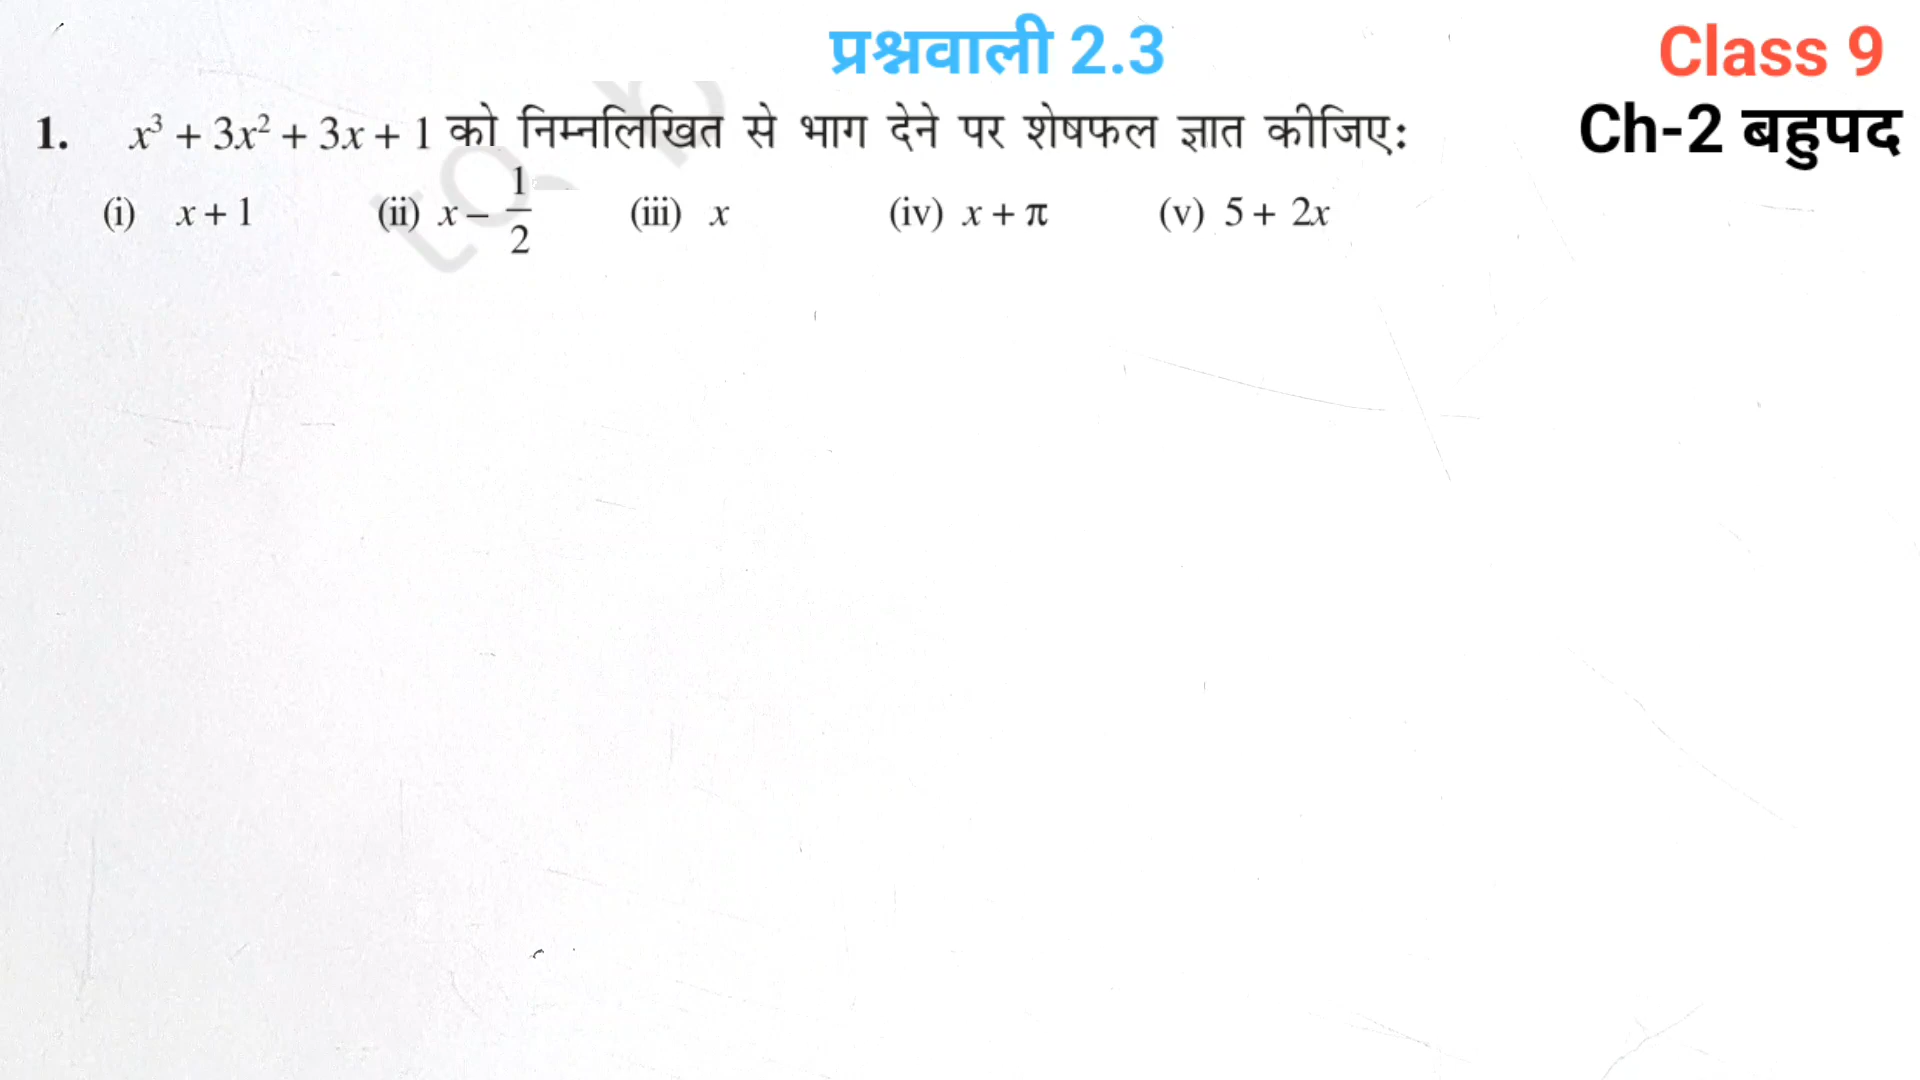 प्रश्नवाली 2.3
Class 9
Ch-2 बहुपद
1. x³ + 3x² + 3x + 1 को निम्नलिखित से भाग देने पर शेषफल ज्ञात कीजिए:
(i) x + 1 (ii) x – 1/2 (iii) x (iv) x + π (v) 5 + 2x